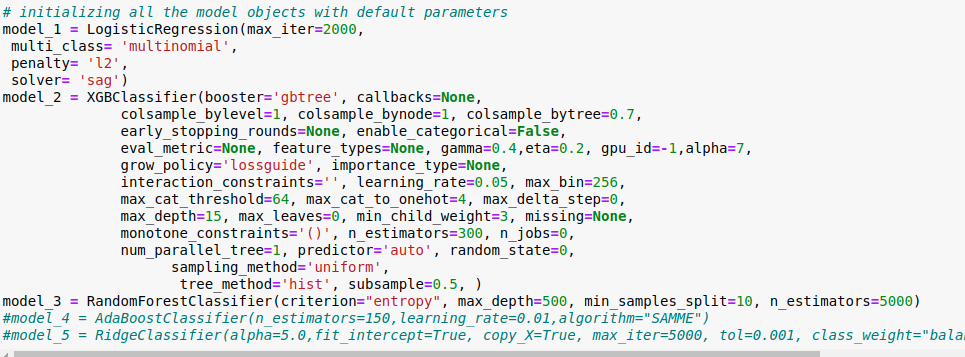 # initializing all the model objects with default parameters
model_1 = LogisticRegression(max_iter=2000,
multi_class= 'multinomial',
penalty= 'l2',
solver= 'sag')
model_2 = XGBClassifier(booster='gbtree', callbacks=None,
colsample_bylevel=1, colsample_bynode=1, colsample_bytree=0.7,
early_stopping_rounds=None, enable_categorical=False,
eval_metric=None, feature_types=None, gamma=0.4,eta=0.2, gpu_id=-1,alpha=7,
grow_policy='lossguide', importance_type=None,
interaction_constraints='', learning_rate=0.05, max_bin=256,
max_cat_threshold=64, max_cat_to_onehot=4, max_delta_step=0,
max_depth=15, max_leaves=0, min_child_weight=3, missing=None,
monotone_constraints='()', n_estimators=300, n_jobs=0,
num_parallel_tree=1, predictor='auto', random_state=0,
sampling_method='uniform',
tree_method='hist', subsample=0.5, )
model_3 = RandomForestClassifier(criterion="entropy", max_depth=500, min_samples_split=10, n_estimators=5000)
#model_4 = AdaBoostClassifier(n_estimators=150,learning_rate=0.01,algorithm="SAMME")
#model_5 = RidgeClassifier(alpha=5.0,fit_intercept=True, copy_X=True, max_iter=5000, tol=0.001, class_weight="bala